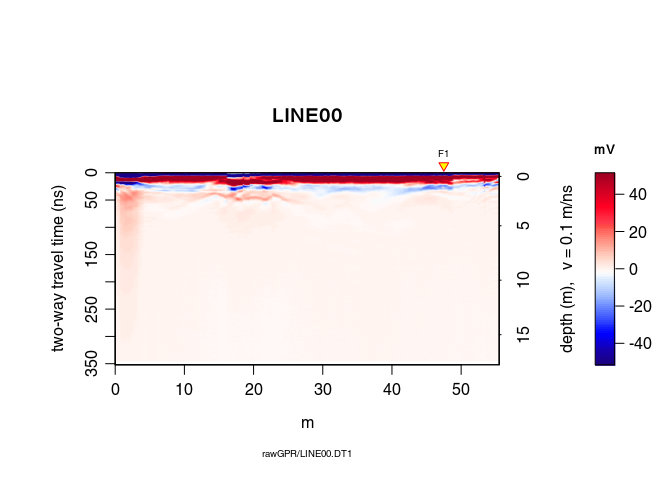 LINE00
F1
mV
0
50
150
250
350
two-way travel time (ns)
0
5
10
15
depth (m),   v = 0.1 m/ns
40
20
0
-20
-40
0
10
20
30
40
50
m
rawGPR/LINE00.DT1